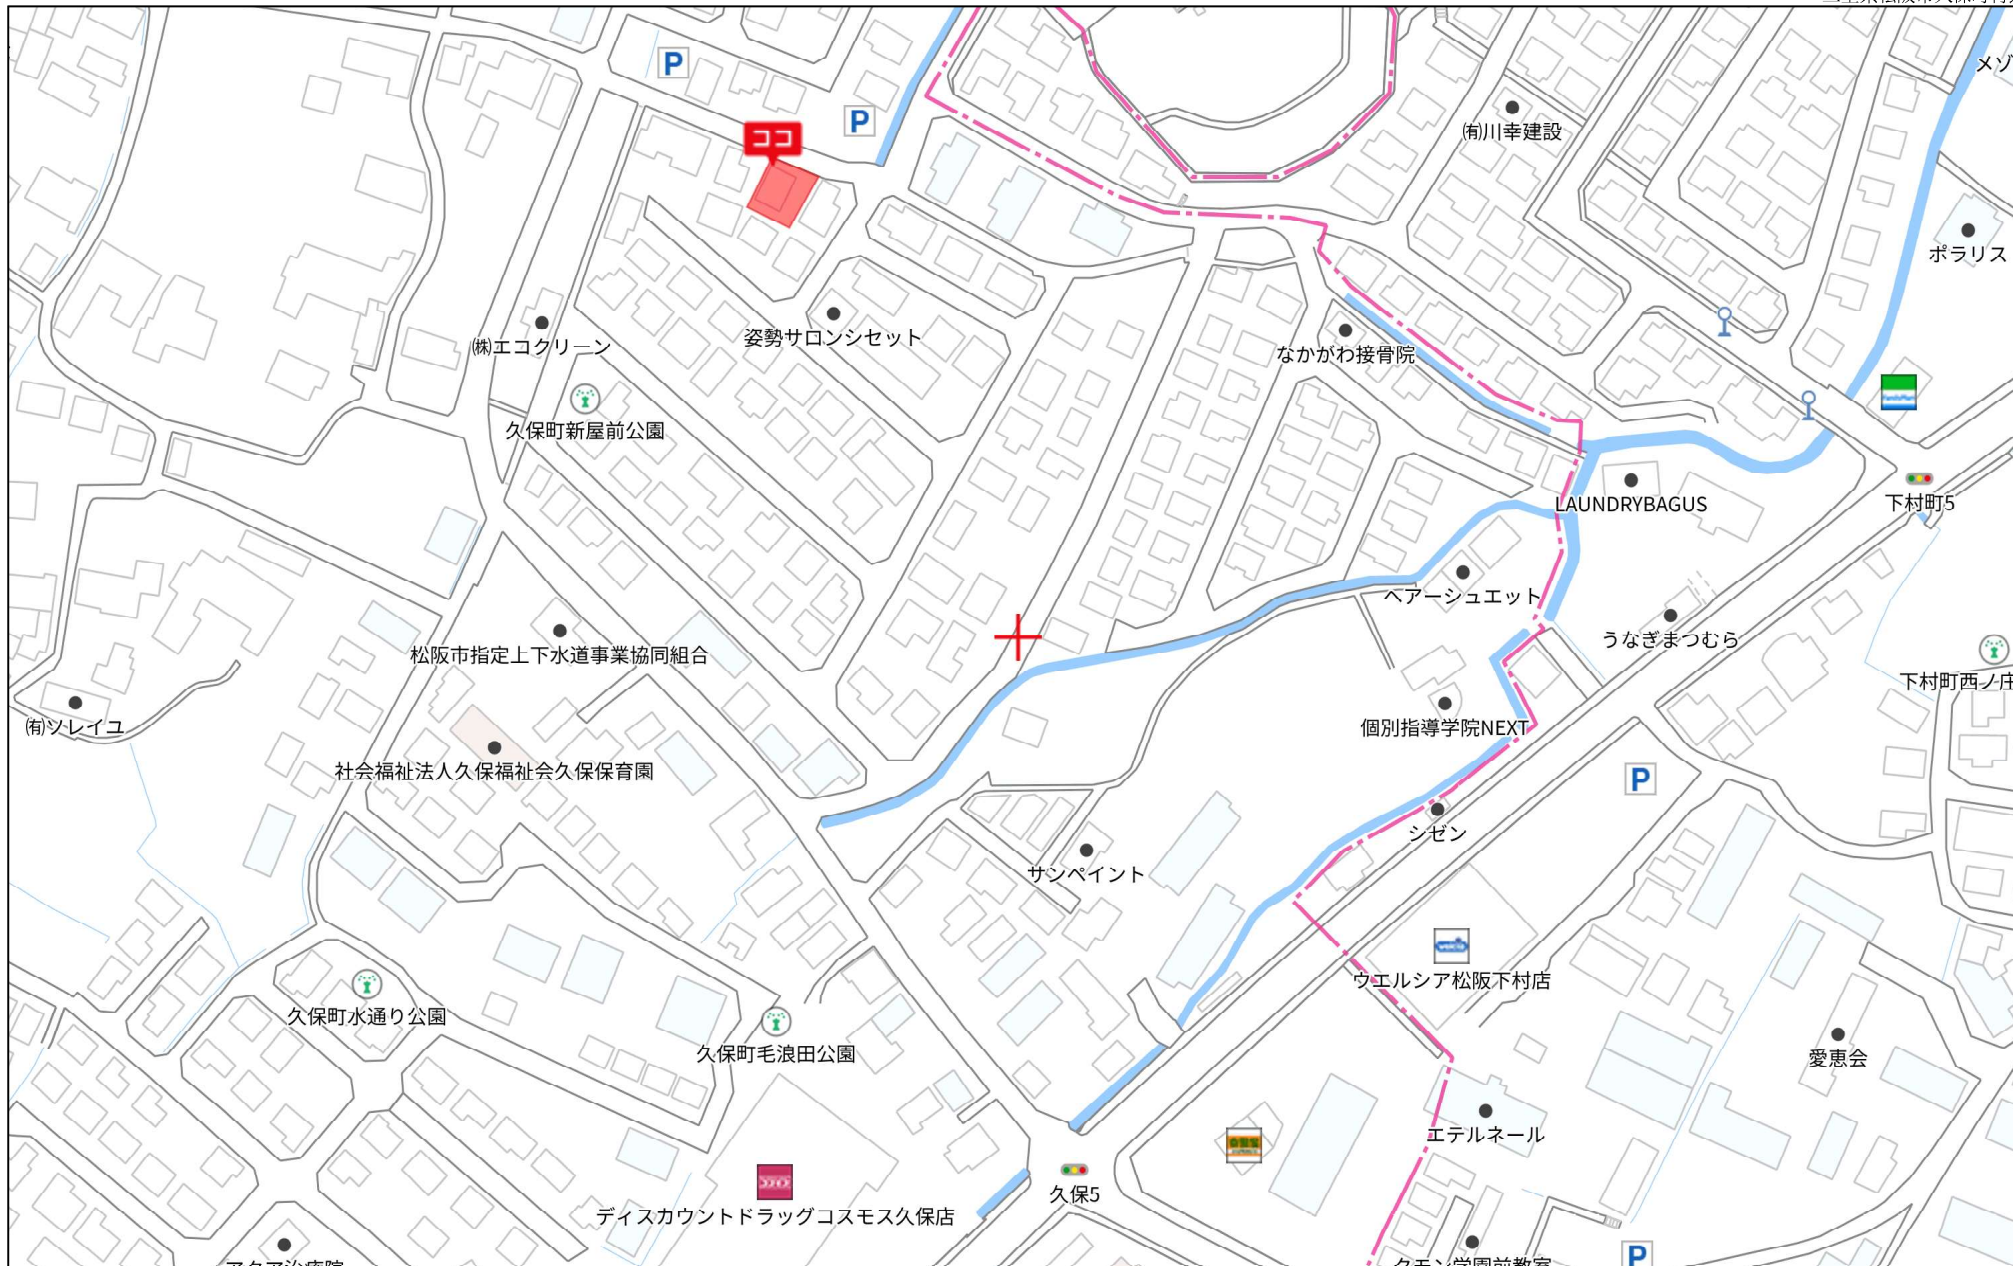 P
P
ココ
㈲川幸建設
メゾ
ポラリス
㈱エコクリーン
姿勢サロンシセット
なかがわ接骨院
久保町新屋前公園
LAUNDRYBAGUS
下村町5
ヘアーシュエット
うなぎまつむら
松阪市指定上下水道事業協同組合
下村町西ノ庄
㈲ソレイユ
個別指導学院NEXT
社会福祉法人久保福祉会久保保育園
P
シゼン
サンペイント
ウエルシア松阪下村店
久保町水通り公園
久保町毛浪田公園
愛恵会
エテルネール
久保5
ディスカウントドラッグコスモス久保店
P